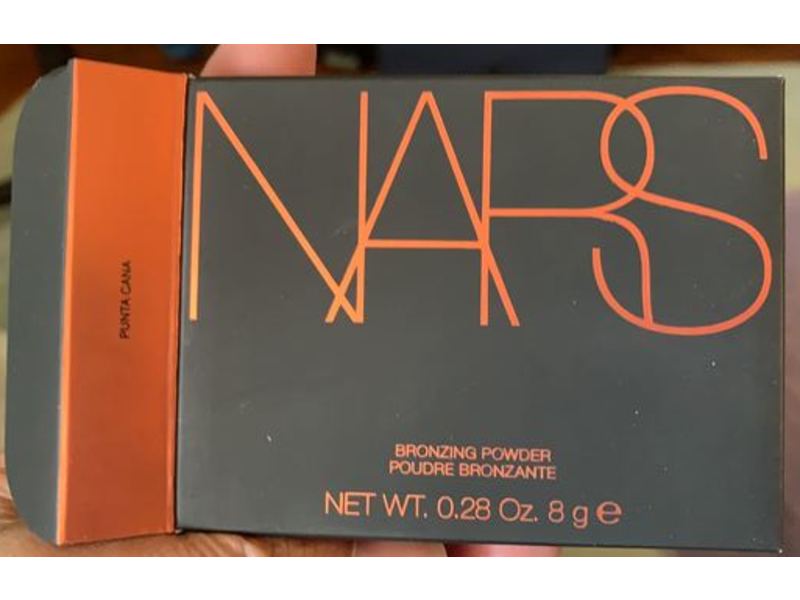 NARS
PUNTA CANA
BRONZING POWDER
POUDRE BRONZANTE
NET WT. 0.28 Oz. 8 g ℮